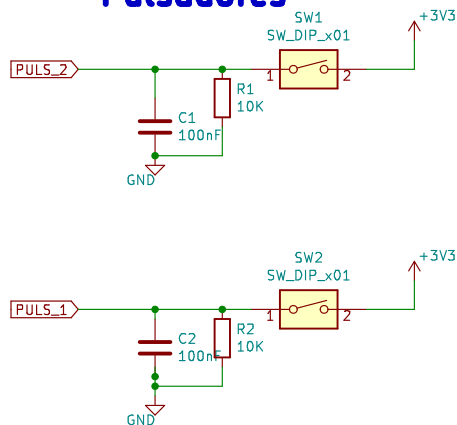 Pulsadores
SW1
SW_DIP_x01
+3V3
PULS_2
1
2
R1
10K
C1
100nF
GND
SW2
SW_DIP_x01
+3V3
PULS_1
1
2
R2
10K
C2
100nF
GND